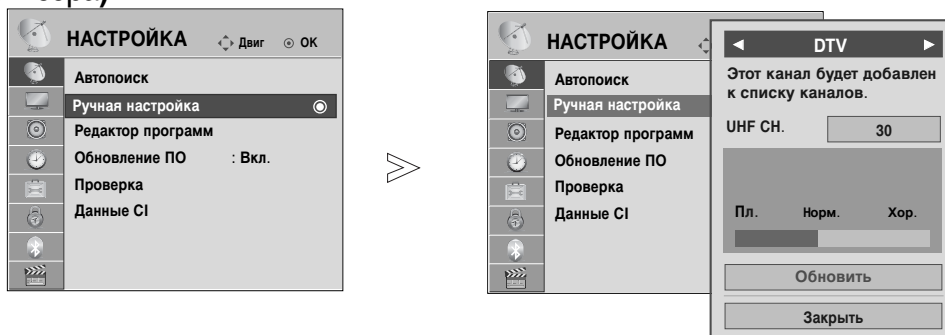 НАСТРОЙКА Двиг ОК
Автопоиск
Ручная настройка
Редактор программ
Обновление ПО : Вкл.
Проверка
Данные CI
НАСТРОЙКА
Автопоиск
Ручная настройка
Редактор программ
Обновление ПО
Проверка
Данные CI
DTV
Этот канал будет добавлен
к списку каналов.
UHF CH. 30
Пл. Норм. Хор.
Обновить
Закрыть